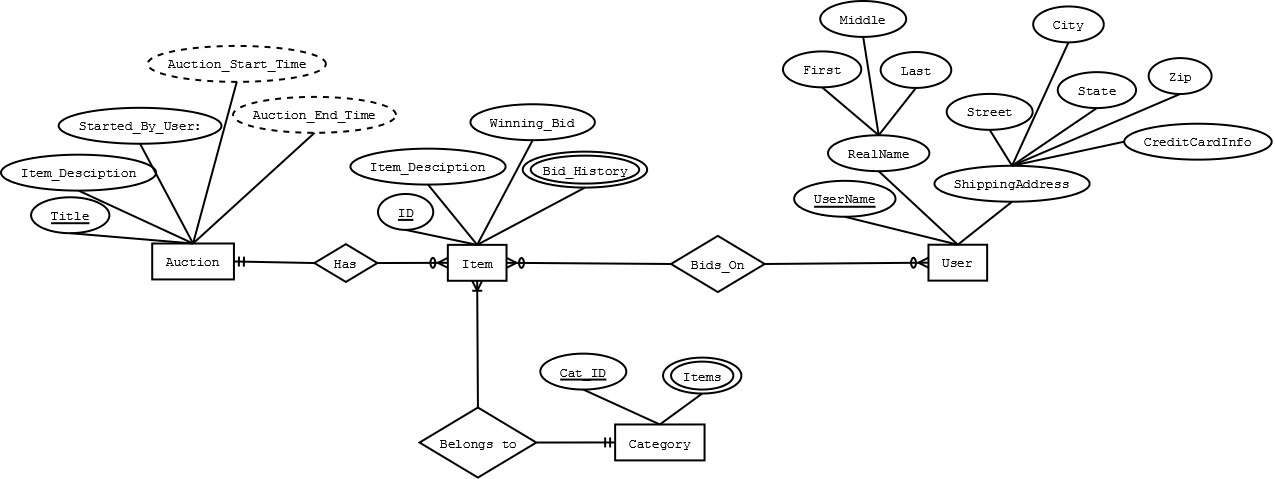 Middle
City
Auction_Start_Time
First
Last
Zip
State
Auction_End_Time
Street
Started_By_User:
Winning_Bid
CreditCardInfo
RealName
Item_Desciption
Item_Desciption
Bid_History
ShippingAddress
UserName
Title
ID
Auction
Has
Item
Bids_On
User
Cat_ID
Items
Belongs to
Category